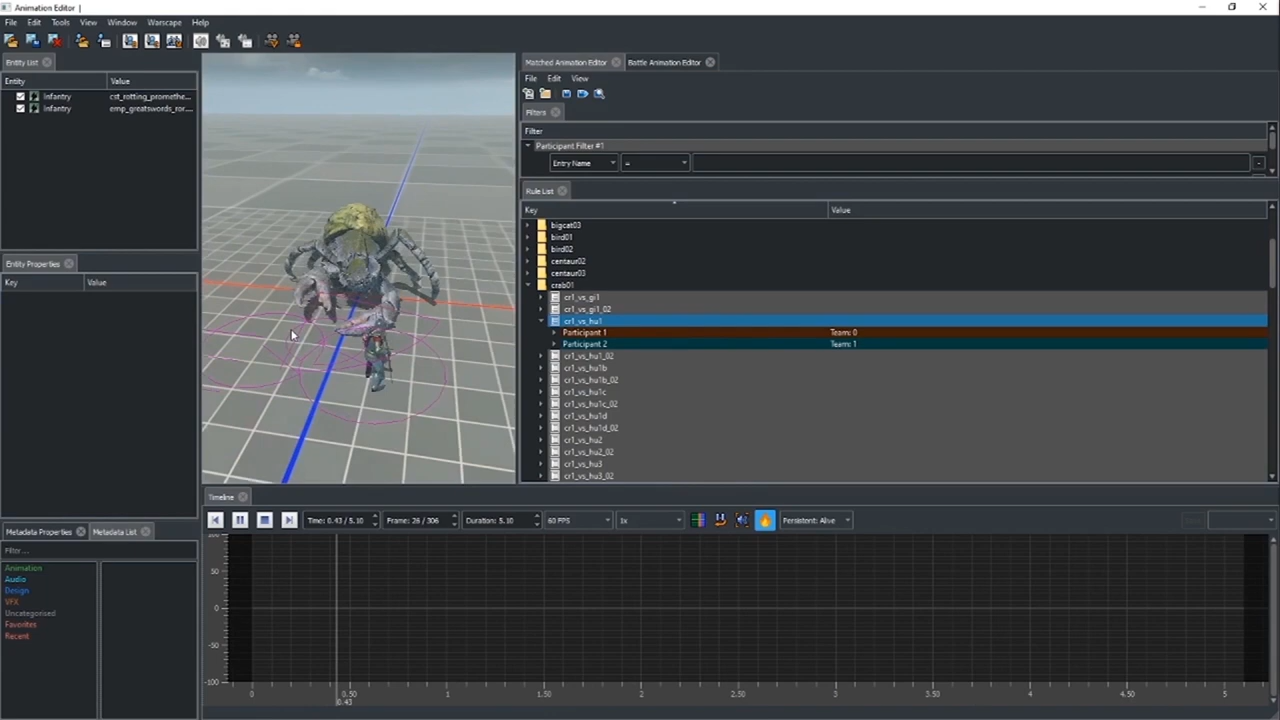 Animation Editor |
File Edit Tools View Window Warscape Help
Entity List
Entity Value
Infantry cst_rotting_promethe...
Infantry emp_greatswords_ror....
Entity Properties
Key Value
Metadata Properties Metadata List
Filter ...
Animation
Audio
Design
VFX
Uncategorised
Favorites
Recent
Matched Animation Editor Battle Animation Editor
File Edit View
Filters
Filter
Participant Filter #1
Entry Name =
Rule List
Key Value
bigcat03
bird01
bird02
centaur02
centaur03
crab01
cr1_vs_gi1
cr1_vs_gi1_02
cr1_vs_hu1
Participant 1 Team: 0
Participant 2 Team: 1
cr1_vs_hu1_02
cr1_vs_hu1b
cr1_vs_hu1b_02
cr1_vs_hu1c
cr1_vs_hu1c_02
cr1_vs_hu1d
cr1_vs_hu1d_02
cr1_vs_hu2
cr1_vs_hu2_02
cr1_vs_hu3
cr1_vs_hu3_02
Timeline
Time: 0.43 / 5.10 Frame: 26 / 306 Duration: 5.10 60 FPS 1x Persistent: Alive
100
50
0
-50
-100
0 0.50 1 1.50 2 2.50 3 3.50 4 4.50 5
0.43